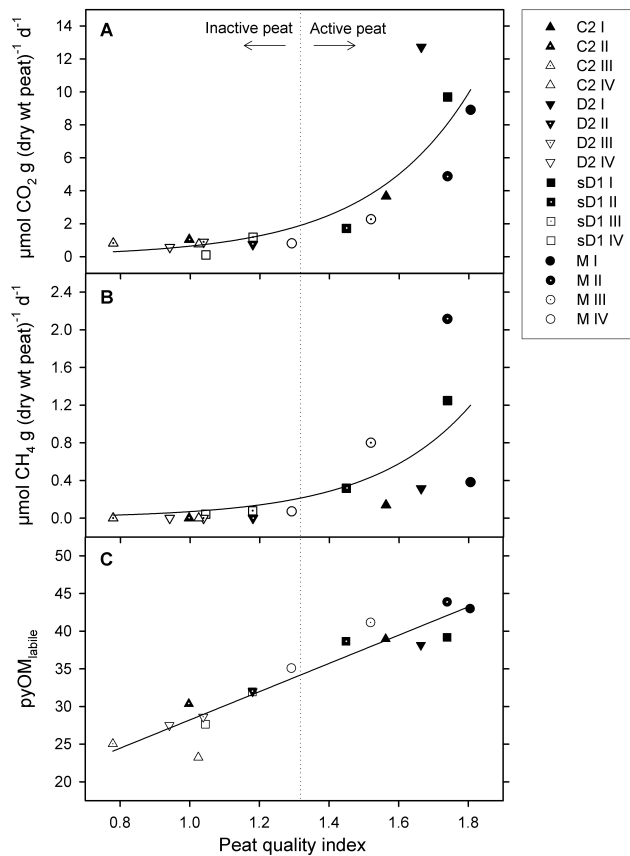 A
Inactive peat
Active peat
14
12
10
8
6
4
2
0
µmol CO2 g (dry wt peat)-1 d-1
B
2.4
2.0
1.6
1.2
0.8
0.4
0.0
µmol CH4 g (dry wt peat)-1 d-1
C
50
45
40
35
30
25
20
pyOMlabile
0.8 1.0 1.2 1.4 1.6 1.8
Peat quality index
C2 I
C2 II
C2 III
C2 IV
D2 I
D2 II
D2 III
D2 IV
sD1 I
sD1 II
sD1 III
sD1 IV
M I
M II
M III
M IV